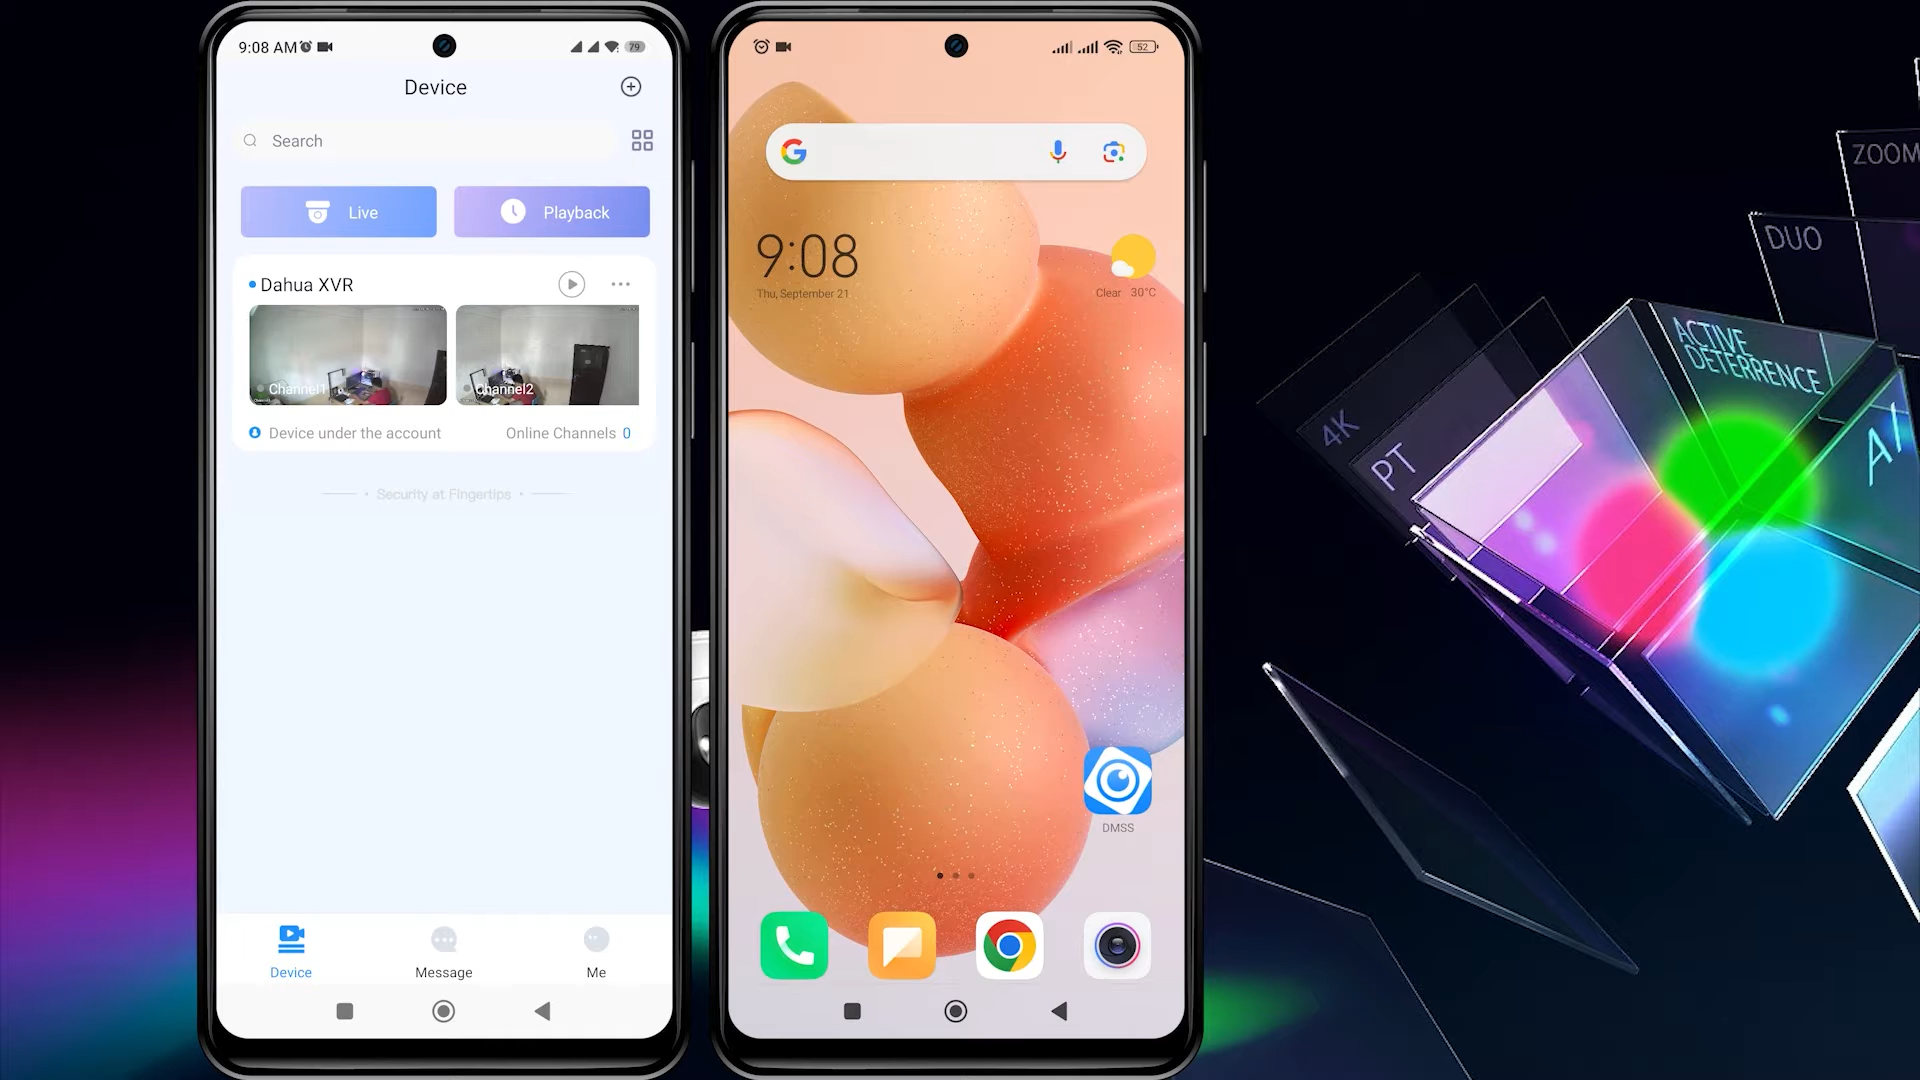 9:08 AM
79
Device
Search
Live
Playback
Dahua XVR
Channel1
Channel2
Device under the account
Online Channels 0
Security at Fingertips
Device
Message
Me
52
G
9:08
Thu, September 21
Clear 30°C
DMSS
ZOOM
DUO
ACTIVE
DETERRENCE
4K
PT
AI